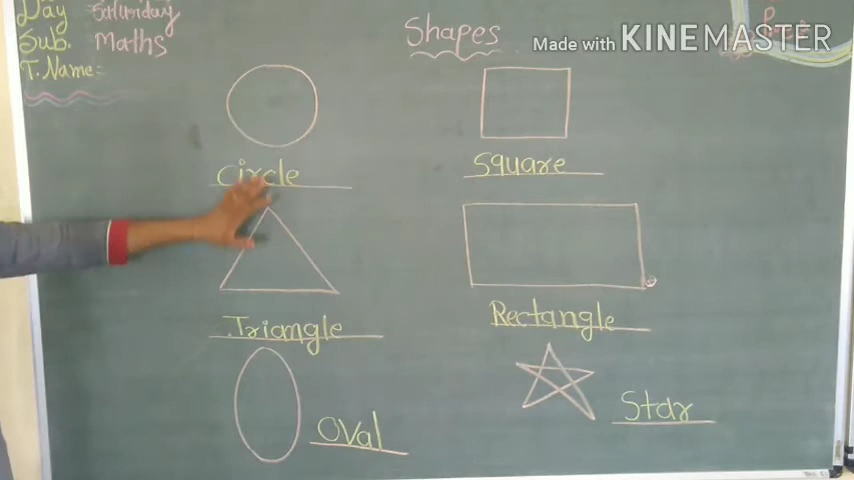 Day Saturday
Sub. Maths
T.Name:
Shapes
Made with KINEMASTER
Circle
Square
Triangle
Rectangle
Oval
Star